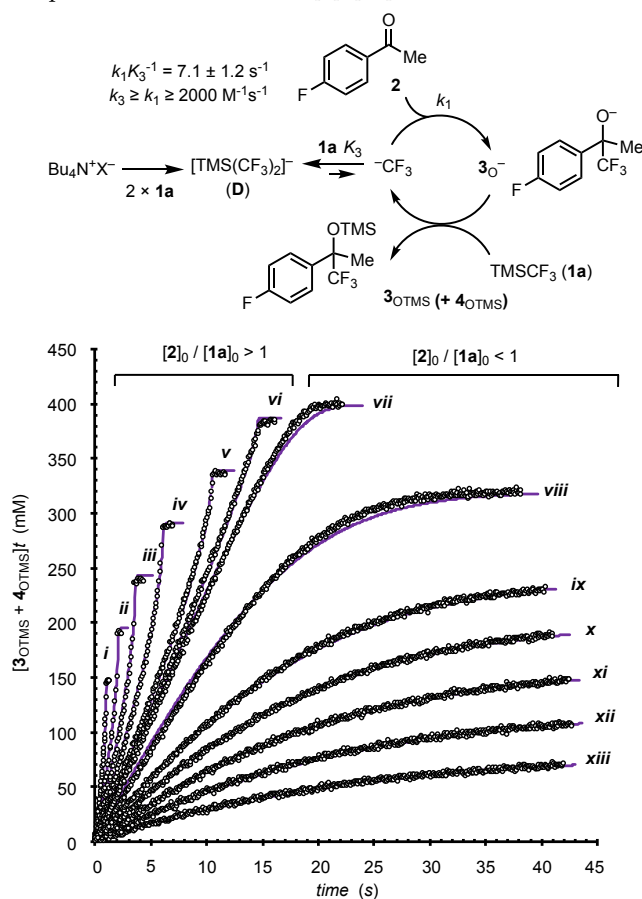 k₁K₃⁻¹ = 7.1 ± 1.2 s⁻¹
k₃ ≥ k₁ ≥ 2000 M⁻¹s⁻¹
O
Me
F
2
k₁
Bu₄N⁺X⁻
2 × 1a
[TMS(CF₃)₂]⁻
(D)
1a K₃
⁻CF₃
3O⁻
O⁻
Me
CF₃
F
OTMS
Me
CF₃
F
TMSCF₃ (1a)
3OTMS (+ 4OTMS)
[2]₀ / [1a]₀ > 1
[2]₀ / [1a]₀ < 1
[3OTMS + 4OTMS]t (mM)
450
400
350
300
250
200
150
100
50
0
i
ii
iii
iv
v
vi
vii
viii
ix
x
xi
xii
xiii
0 5 10 15 20 25 30 35 40 45
time (s)